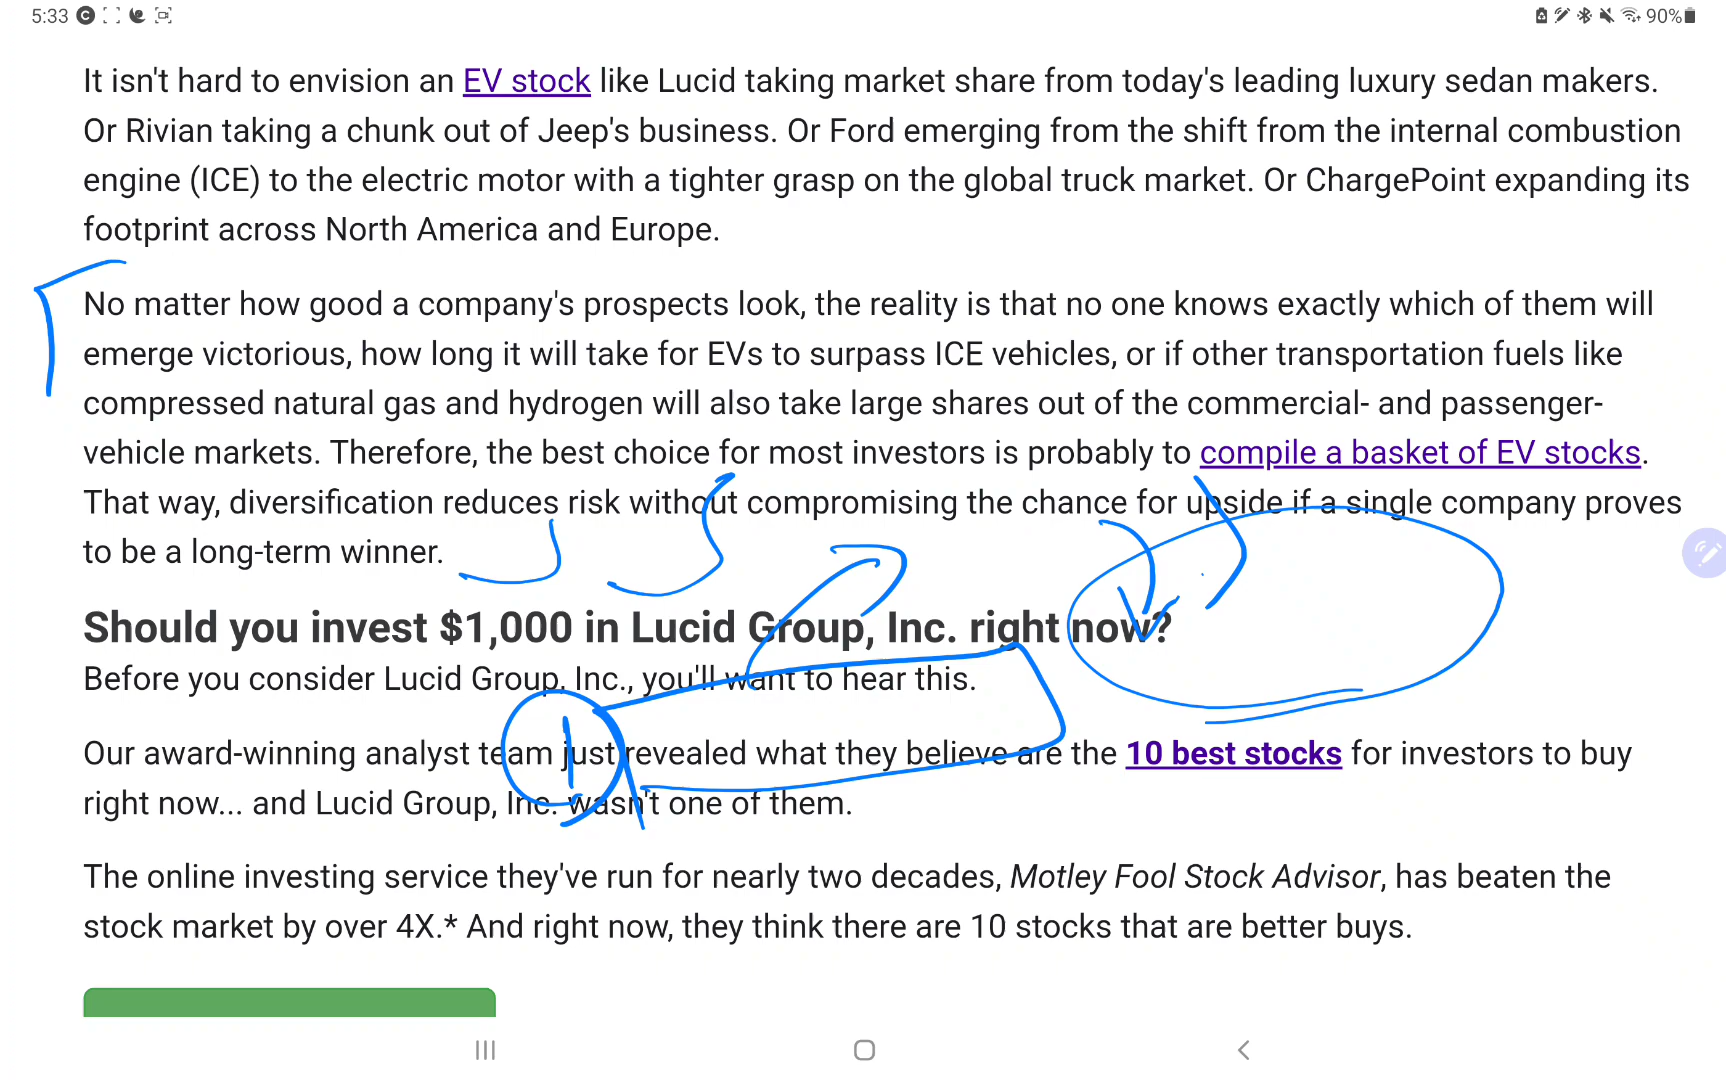 5:33
90%
It isn't hard to envision an EV stock like Lucid taking market share from today's leading luxury sedan makers.
Or Rivian taking a chunk out of Jeep's business. Or Ford emerging from the shift from the internal combustion
engine (ICE) to the electric motor with a tighter grasp on the global truck market. Or ChargePoint expanding its
footprint across North America and Europe.
No matter how good a company's prospects look, the reality is that no one knows exactly which of them will
emerge victorious, how long it will take for EVs to surpass ICE vehicles, or if other transportation fuels like
compressed natural gas and hydrogen will also take large shares out of the commercial- and passenger-
vehicle markets. Therefore, the best choice for most investors is probably to compile a basket of EV stocks.
That way, diversification reduces risk without compromising the chance for upside if a single company proves
to be a long-term winner.
Should you invest $1,000 in Lucid Group, Inc. right now?
Before you consider Lucid Group, Inc., you'll want to hear this.
Our award-winning analyst team just revealed what they believe are the 10 best stocks for investors to buy
right now... and Lucid Group, Inc. wasn't one of them.
The online investing service they've run for nearly two decades, Motley Fool Stock Advisor, has beaten the
stock market by over 4X.* And right now, they think there are 10 stocks that are better buys.